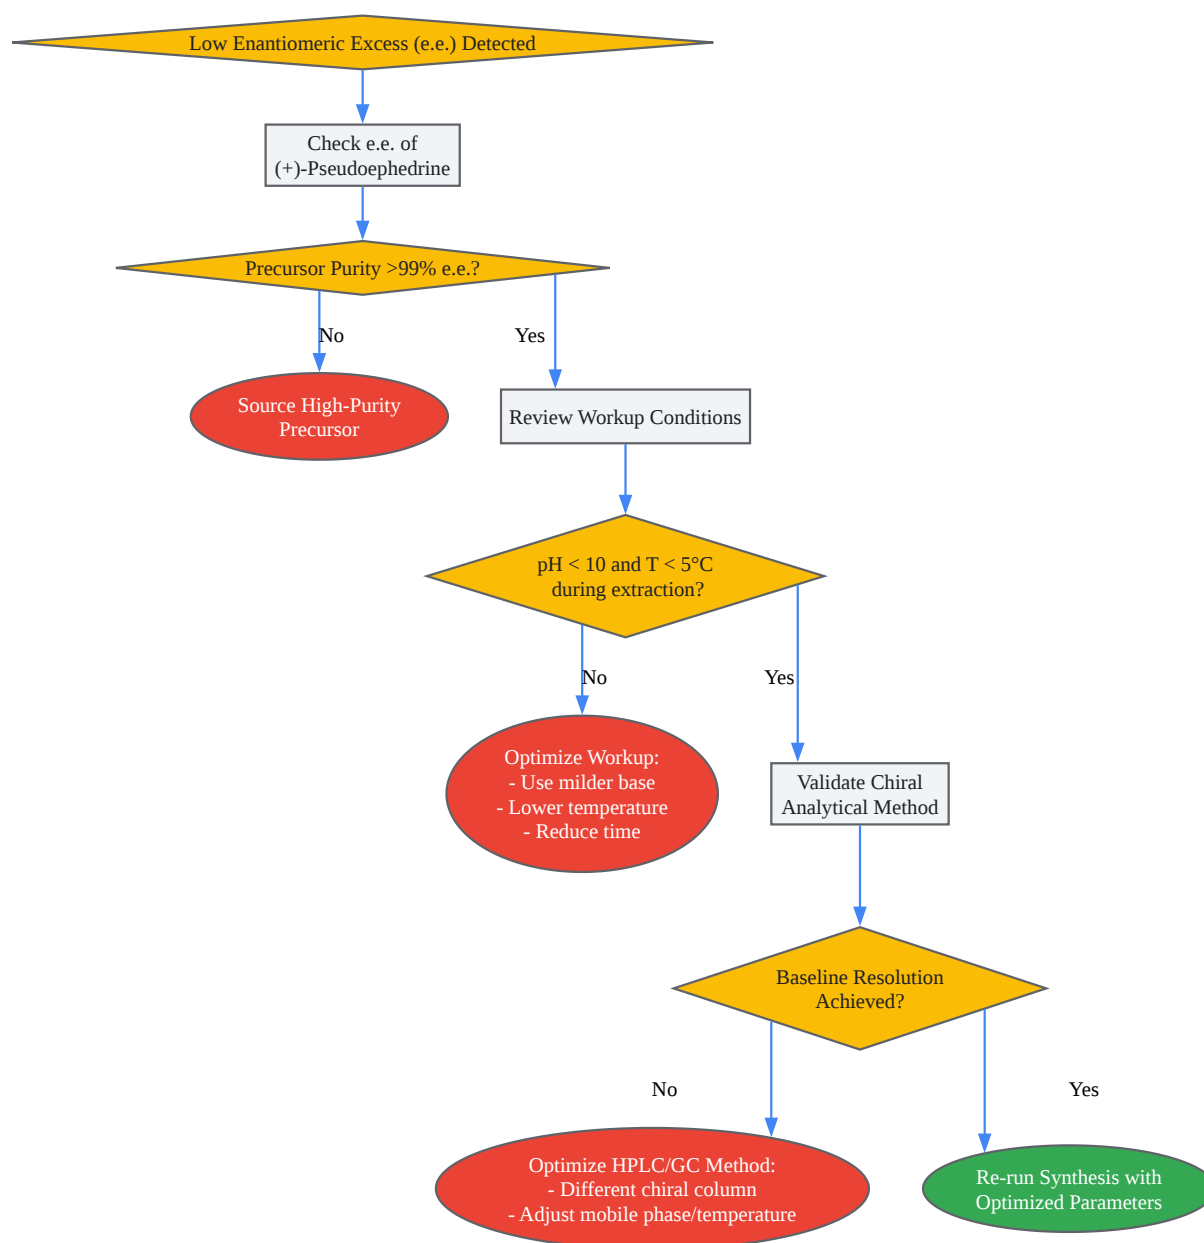 Low Enantiomeric Excess (e.e.) Detected
Check e.e. of
(+)-Pseudoephedrine
Precursor Purity >99% e.e.?
No
Yes
Source High-Purity
Precursor
Review Workup Conditions
pH < 10 and T < 5°C
during extraction?
No
Yes
Optimize Workup:
- Use milder base
- Lower temperature
- Reduce time
Validate Chiral
Analytical Method
Baseline Resolution
Achieved?
No
Yes
Optimize HPLC/GC Method:
- Different chiral column
- Adjust mobile phase/temperature
Re-run Synthesis with
Optimized Parameters